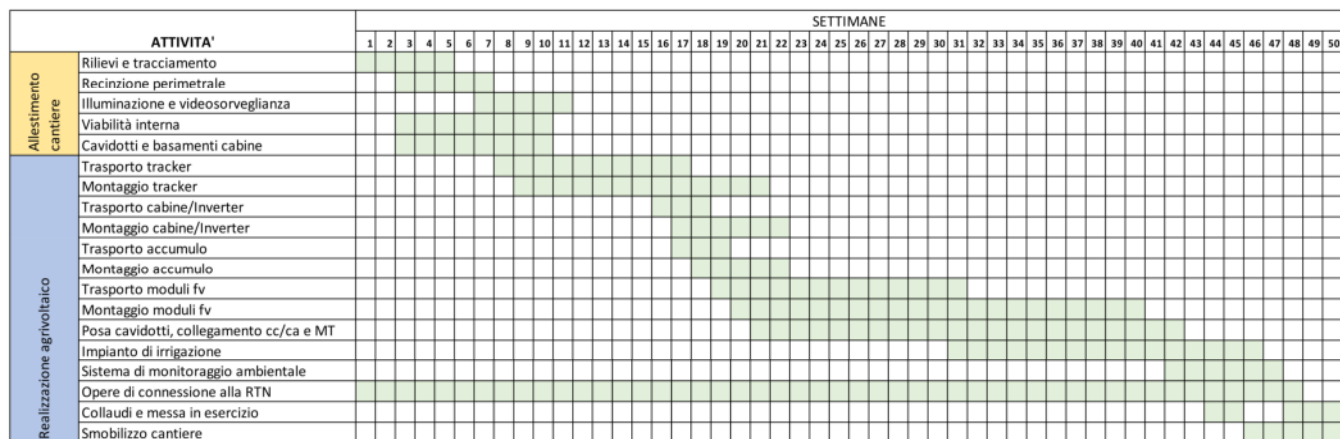 SETTIMANE
ATTIVITA' 1 2 3 4 5 6 7 8 9 10 11 12 13 14 15 16 17 18 19 20 21 22 23 24 25 26 27 28 29 30 31 32 33 34 35 36 37 38 39 40 41 42 43 44 45 46 47 48 49 50
Allestimento
cantiere
Rilievi e tracciamento
Recinzione perimetrale
Illuminazione e videosorveglianza
Viabilità interna
Cavidotti e basamenti cabine
Realizzazione agrivoltaico
Trasporto tracker
Montaggio tracker
Trasporto cabine/Inverter
Montaggio cabine/Inverter
Trasporto accumulo
Montaggio accumulo
Trasporto moduli fv
Montaggio moduli fv
Posa cavidotti, collegamento cc/ca e MT
Impianto di irrigazione
Sistema di monitoraggio ambientale
Opere di connessione alla RTN
Collaudi e messa in esercizio
Smobilizzo cantiere